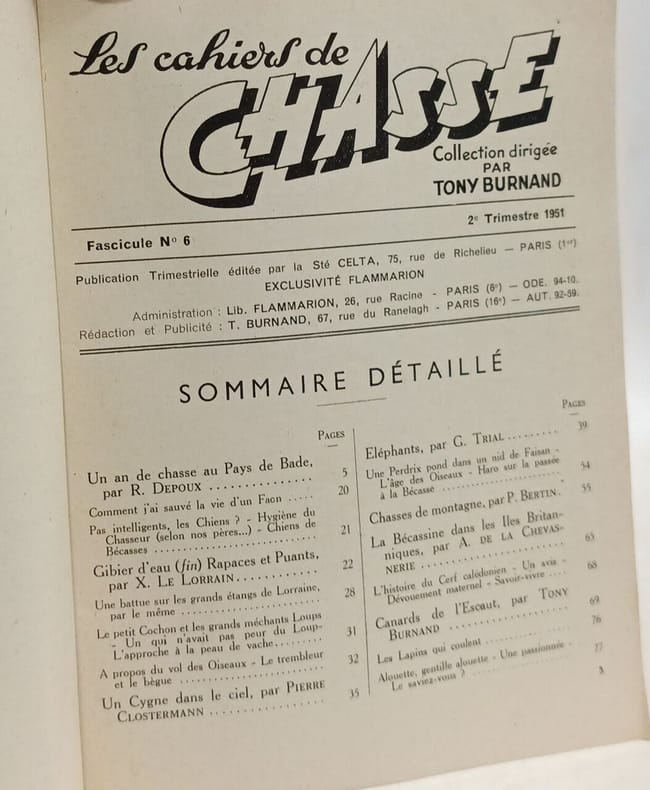 Les cahiers de
CHASSE
Collection dirigée
PAR
TONY BURNAND
Fascicule No 6
2e Trimestre 1951
Publication Trimestrielle éditée par la Sté CELTA, 75, rue de Richelieu — PARIS (1er)
EXCLUSIVITÉ FLAMMARION
Administration : Lib. FLAMMARION, 26, rue Racine - PARIS (6e) — ODE. 94-10.
Rédaction et Publicité : T. BURNAND, 67, rue du Ranelagh - PARIS (16e) — AUT. 92-59.
SOMMAIRE DÉTAILLÉ
PAGES
Un an de chasse au Pays de Bade,
par R. DEPOUX ............... 5
Comment j'ai sauvé la vie d'un Faon ..... 20
Pas intelligents, les Chiens ? - Hygiène du
Chasseur (selon nos pères...) - Chiens de
Bécasses ........................ 21
Gibier d'eau (fin) Rapaces et Puants,
par X. LE LORRAIN ........... 22
Une battue sur les grands étangs de Lorraine,
par le même .................... 28
Le petit Cochon et les grands méchants Loups
- Un qui n'avait pas peur du Loup-
L'approche à la peau de vache ......... 31
A propos du vol des Oiseaux - Le trembleur
et le bègue ...................... 32
Un Cygne dans le ciel, par PIERRE
CLOSTERMANN ................. 35
PAGES
Eléphants, par G. TRIAL ......... 39
Une Perdrix pond dans un nid de Faisan -
L'âge des Oiseaux - Haro sur la passée
à la Bécasse .................... 54
Chasses de montagne, par P. BERTIN. 55
La Bécassine dans les Iles Britan-
niques, par A. DE LA CHEVAS-
NERIE ..................... 65
L'histoire du Cerf calédonien - Un avis -
Dévouement maternel - Savoir-vivre .... 68
Canards de l'Escaut, par TONY
BURNAND .................. 69
Les Lapins qui coulent ................ 76
Alouette, gentille alouette - Une passionnée -
Le saviez-vous ? .................. 77